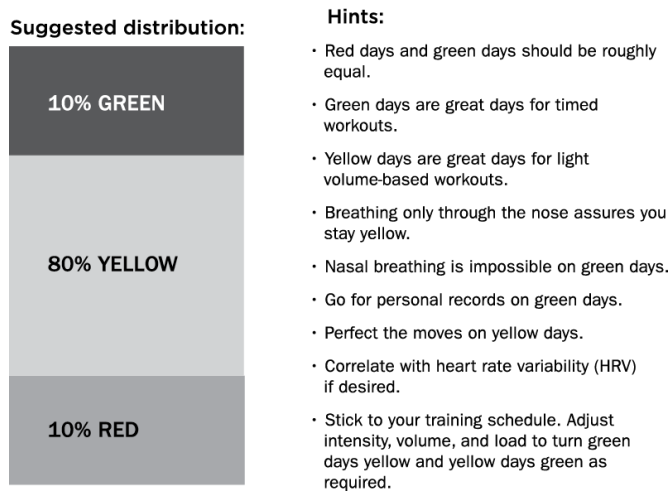 Suggested distribution:
10% GREEN
80% YELLOW
10% RED
Hints:
· Red days and green days should be roughly
equal.
· Green days are great days for timed
workouts.
· Yellow days are great days for light
volume-based workouts.
· Breathing only through the nose assures you
stay yellow.
· Nasal breathing is impossible on green days.
· Go for personal records on green days.
· Perfect the moves on yellow days.
· Correlate with heart rate variability (HRV)
if desired.
· Stick to your training schedule. Adjust
intensity, volume, and load to turn green
days yellow and yellow days green as
required.